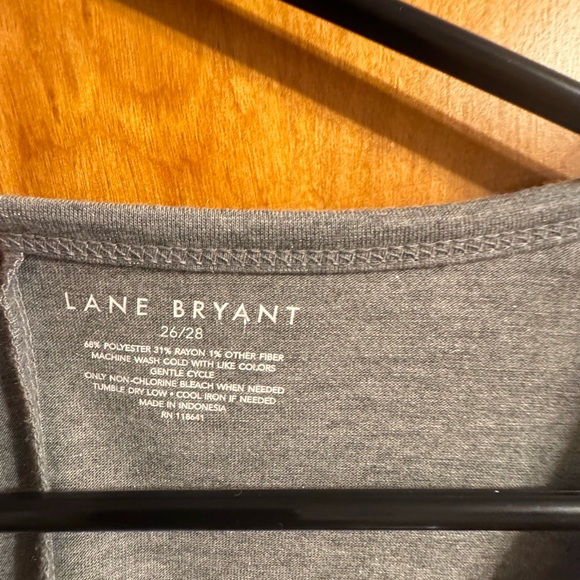 LANE BRYANT
26/28
68% POLYESTER 31% RAYON 1% OTHER FIBER
MACHINE WASH COLD WITH LIKE COLORS
GENTLE CYCLE
ONLY NON-CHLORINE BLEACH WHEN NEEDED
TUMBLE DRY LOW • COOL IRON IF NEEDED
MADE IN INDONESIA
RN 118641